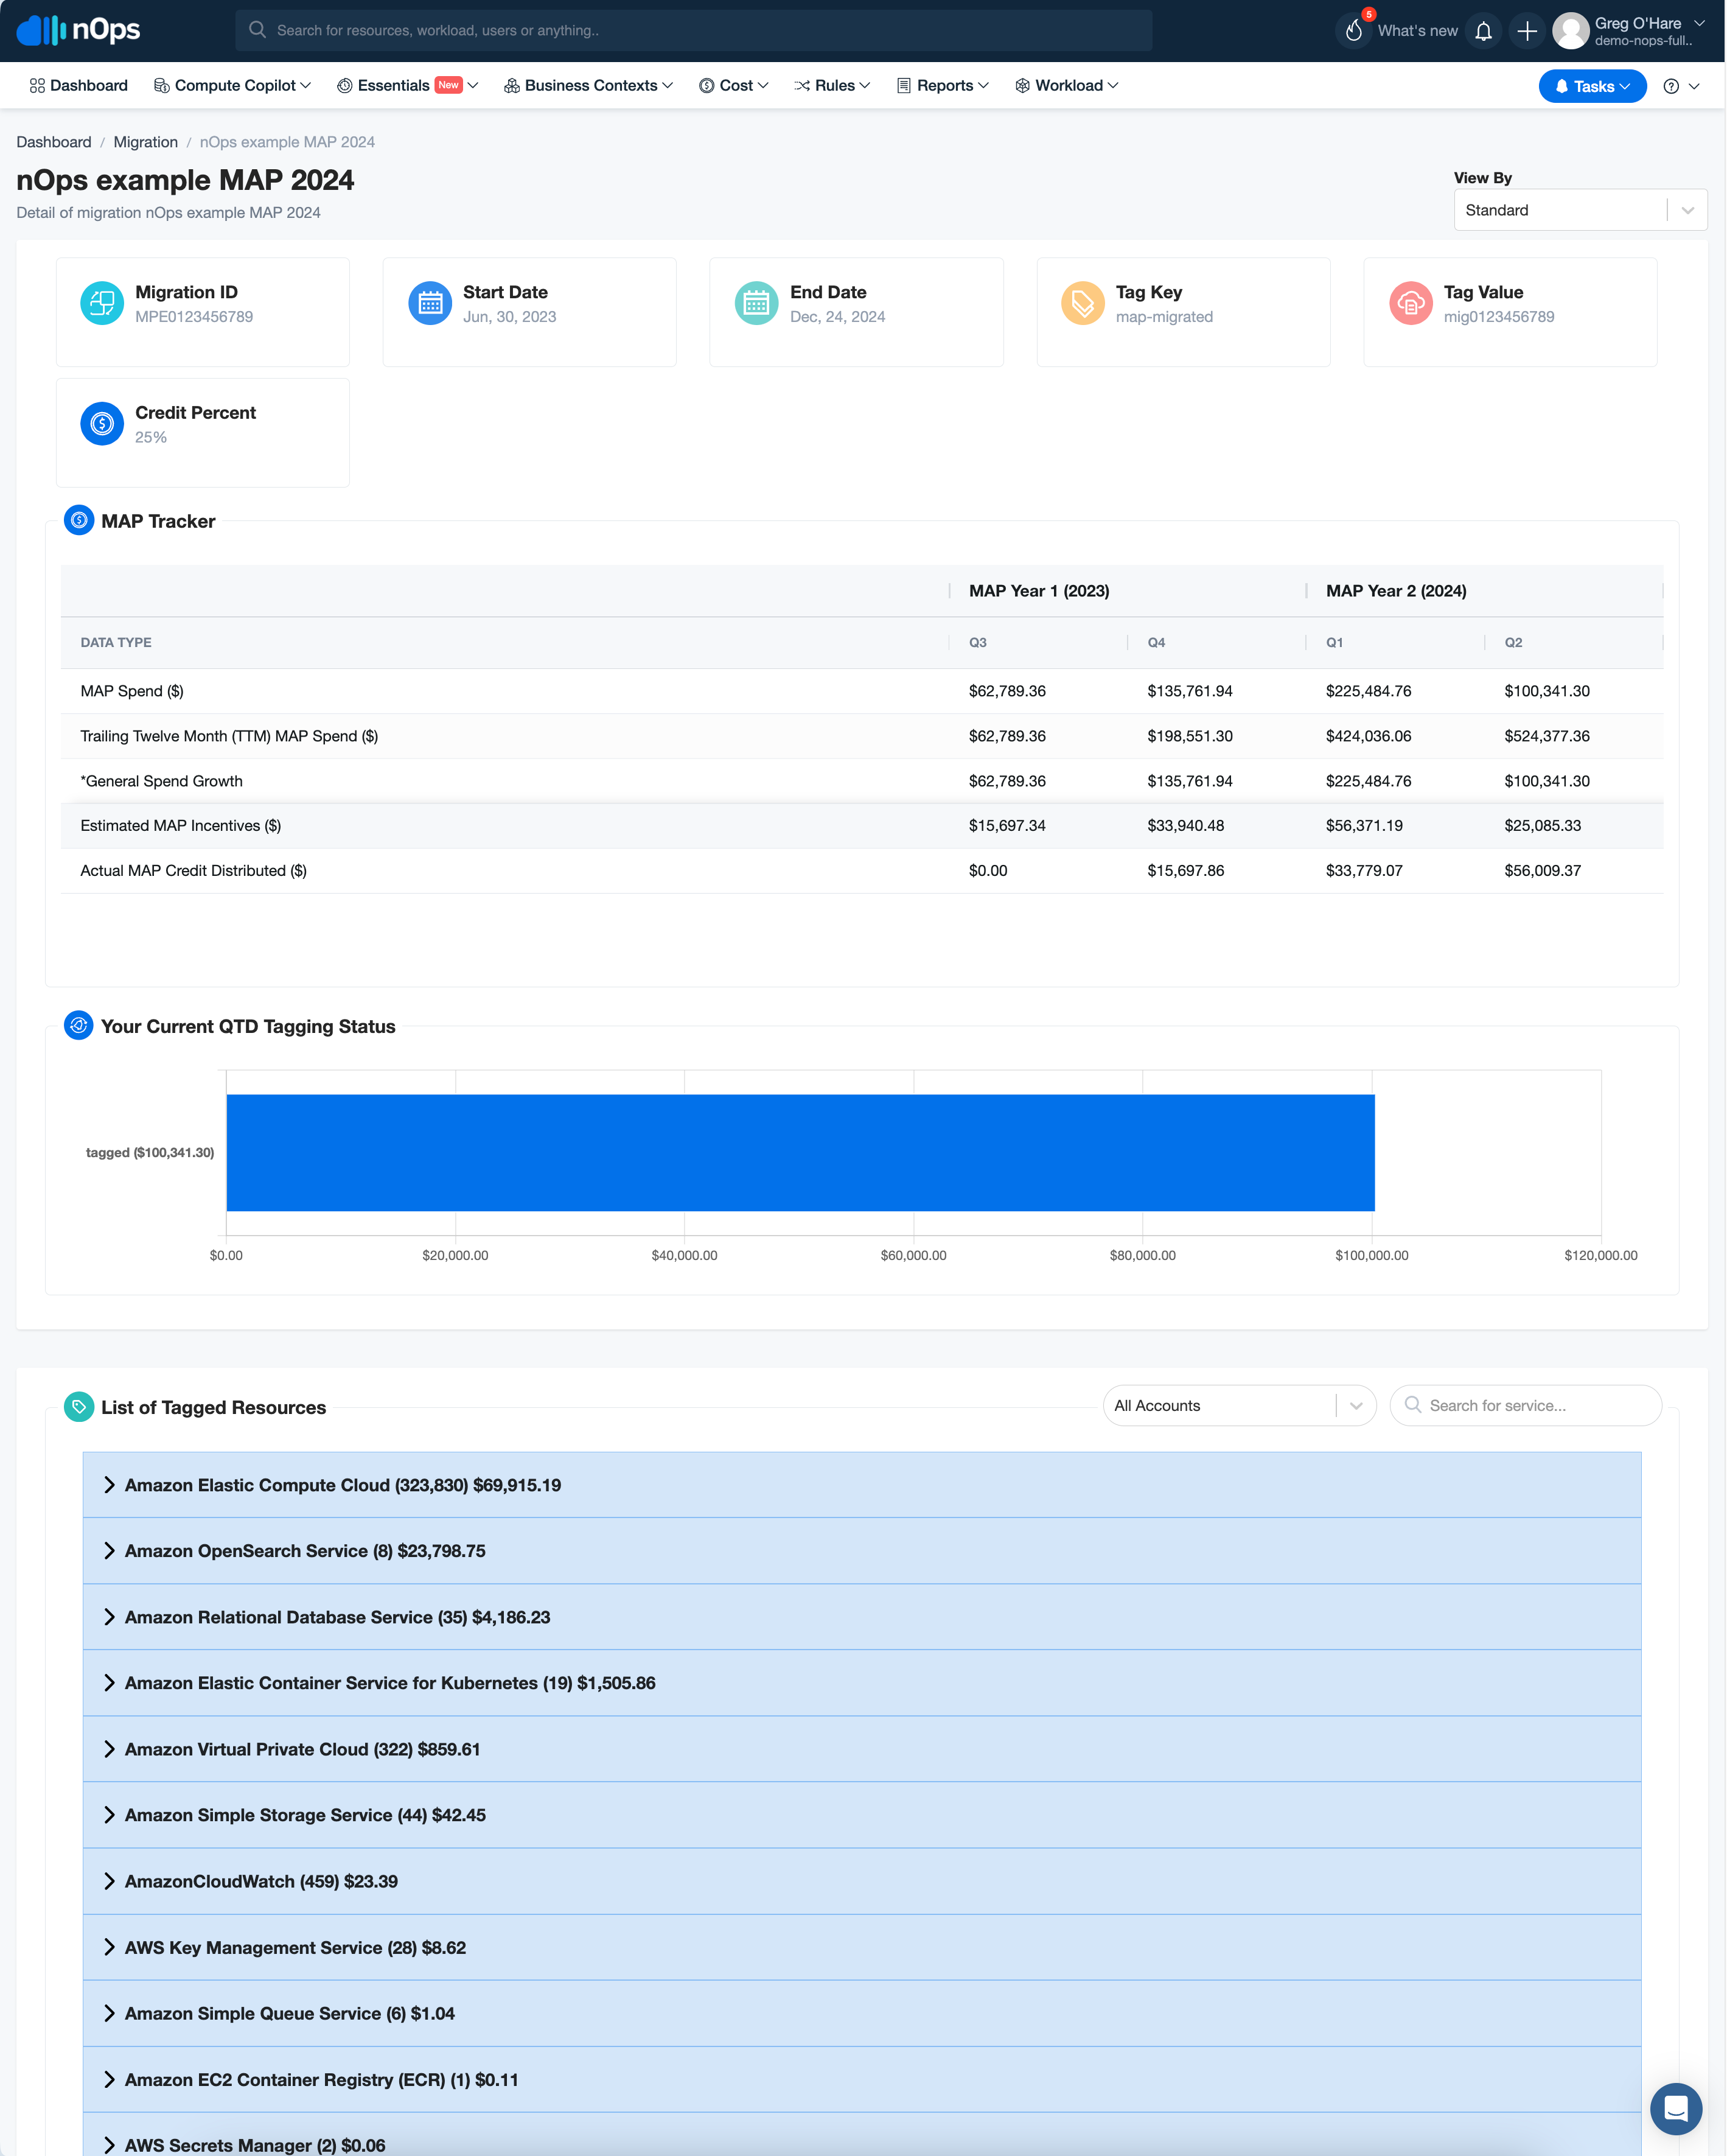 nOps
Search for resources, workload, users or anything..
5
What's new
Greg O'Hare
demo-nops-full..
Dashboard
Compute Copilot
Essentials New
Business Contexts
Cost
Rules
Reports
Workload
Tasks
Dashboard / Migration / nOps example MAP 2024
nOps example MAP 2024
Detail of migration nOps example MAP 2024
View By
Standard
Migration ID
MPE0123456789
Start Date
Jun, 30, 2023
End Date
Dec, 24, 2024
Tag Key
map-migrated
Tag Value
mig0123456789
Credit Percent
25%
MAP Tracker
MAP Year 1 (2023) MAP Year 2 (2024)
DATA TYPE Q3 Q4 Q1 Q2
MAP Spend ($) $62,789.36 $135,761.94 $225,484.76 $100,341.30
Trailing Twelve Month (TTM) MAP Spend ($) $62,789.36 $198,551.30 $424,036.06 $524,377.36
*General Spend Growth $62,789.36 $135,761.94 $225,484.76 $100,341.30
Estimated MAP Incentives ($) $15,697.34 $33,940.48 $56,371.19 $25,085.33
Actual MAP Credit Distributed ($) $0.00 $15,697.86 $33,779.07 $56,009.37
Your Current QTD Tagging Status
tagged ($100,341.30)
$0.00 $20,000.00 $40,000.00 $60,000.00 $80,000.00 $100,000.00 $120,000.00
List of Tagged Resources
All Accounts
Search for service...
Amazon Elastic Compute Cloud (323,830) $69,915.19
Amazon OpenSearch Service (8) $23,798.75
Amazon Relational Database Service (35) $4,186.23
Amazon Elastic Container Service for Kubernetes (19) $1,505.86
Amazon Virtual Private Cloud (322) $859.61
Amazon Simple Storage Service (44) $42.45
AmazonCloudWatch (459) $23.39
AWS Key Management Service (28) $8.62
Amazon Simple Queue Service (6) $1.04
Amazon EC2 Container Registry (ECR) (1) $0.11
AWS Secrets Manager (2) $0.06